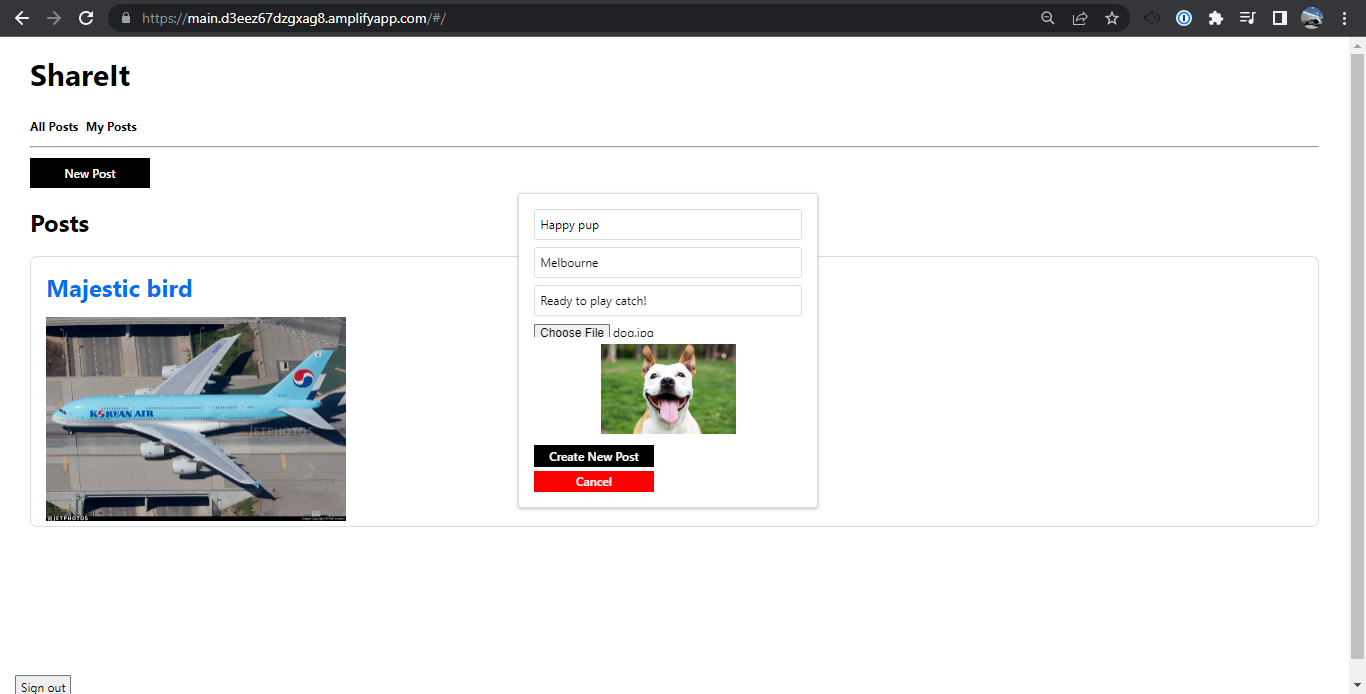 https://main.d3eez67dzgxag8.amplifyapp.com/#/
ShareIt
All Posts My Posts
New Post
Posts
Majestic bird
KOREAN AIR
JETPHOTOS
JETPHOTOS
Happy pup
Melbourne
Ready to play catch!
Choose File dog.jpg
Create New Post
Cancel
Sign out